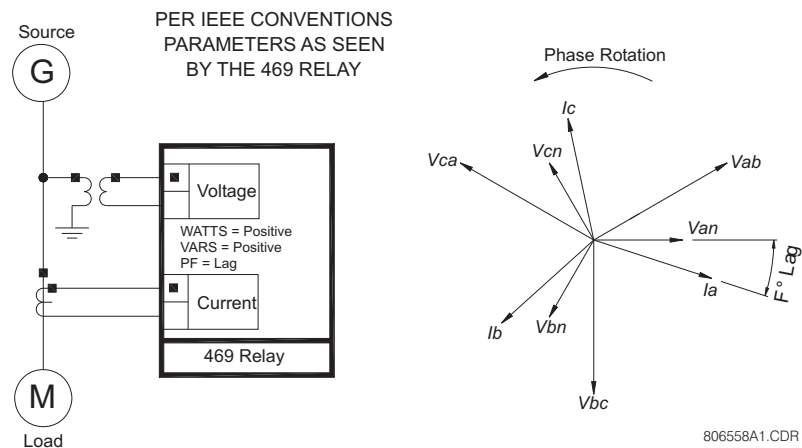 PER IEEE CONVENTIONS
PARAMETERS AS SEEN
BY THE 469 RELAY
Source
G
Voltage
WATTS = Positive
VARS = Positive
PF = Lag
Current
469 Relay
M
Load
Phase Rotation
Ic
Vca
Vcn
Vab
Van
Ia
F° Lag
Ib
Vbn
Vbc
806558A1.CDR